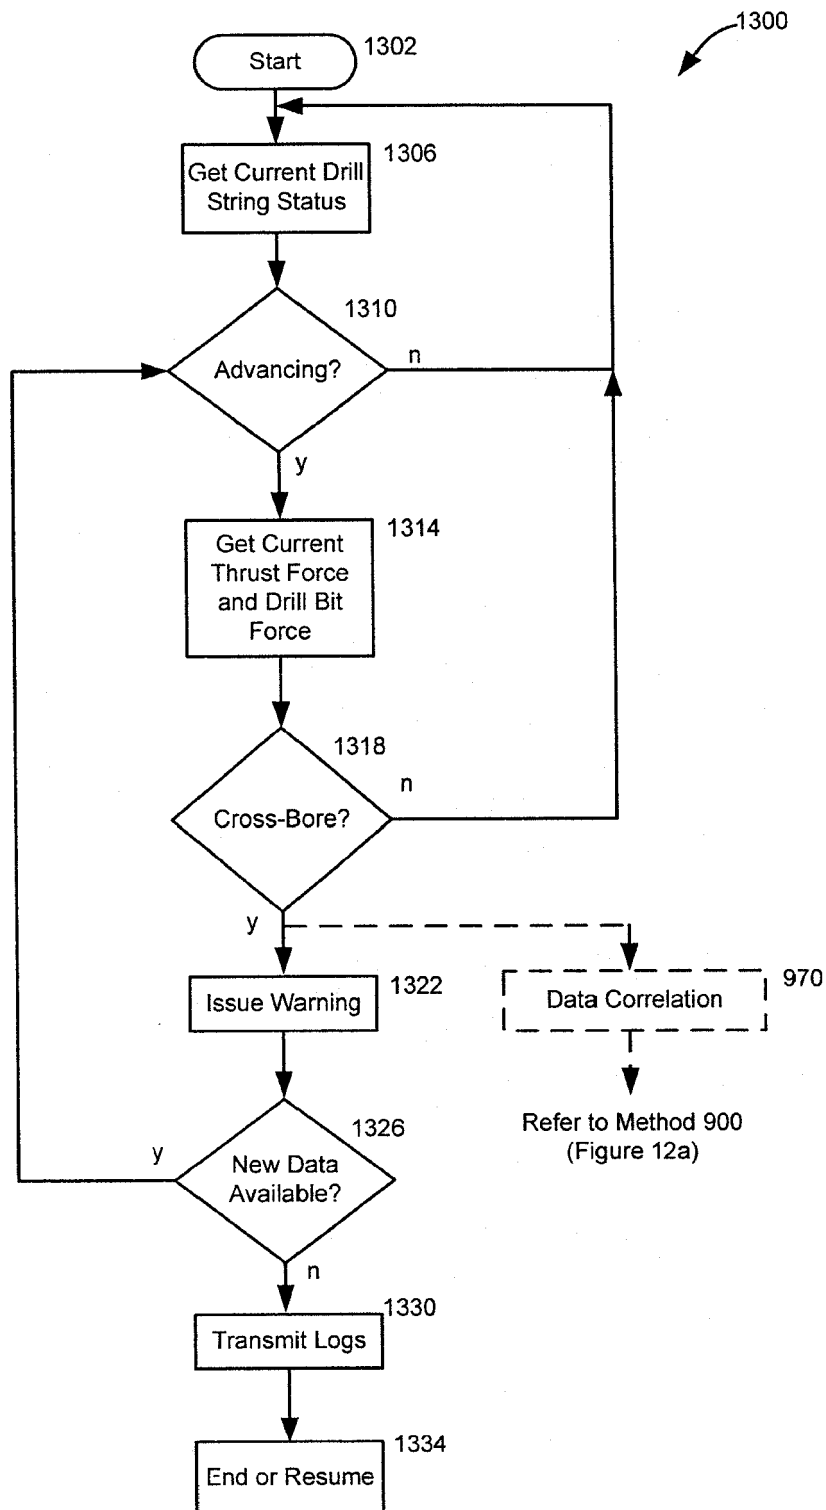 1300
Start
1302
Get Current Drill
String Status
1306
Advancing?
1310
n
y
Get Current
Thrust Force
and Drill Bit
Force
1314
Cross-Bore?
1318
n
y
Issue Warning
1322
Data Correlation
970
Refer to Method 900
(Figure 12a)
New Data
Available?
1326
y
n
Transmit Logs
1330
End or Resume
1334